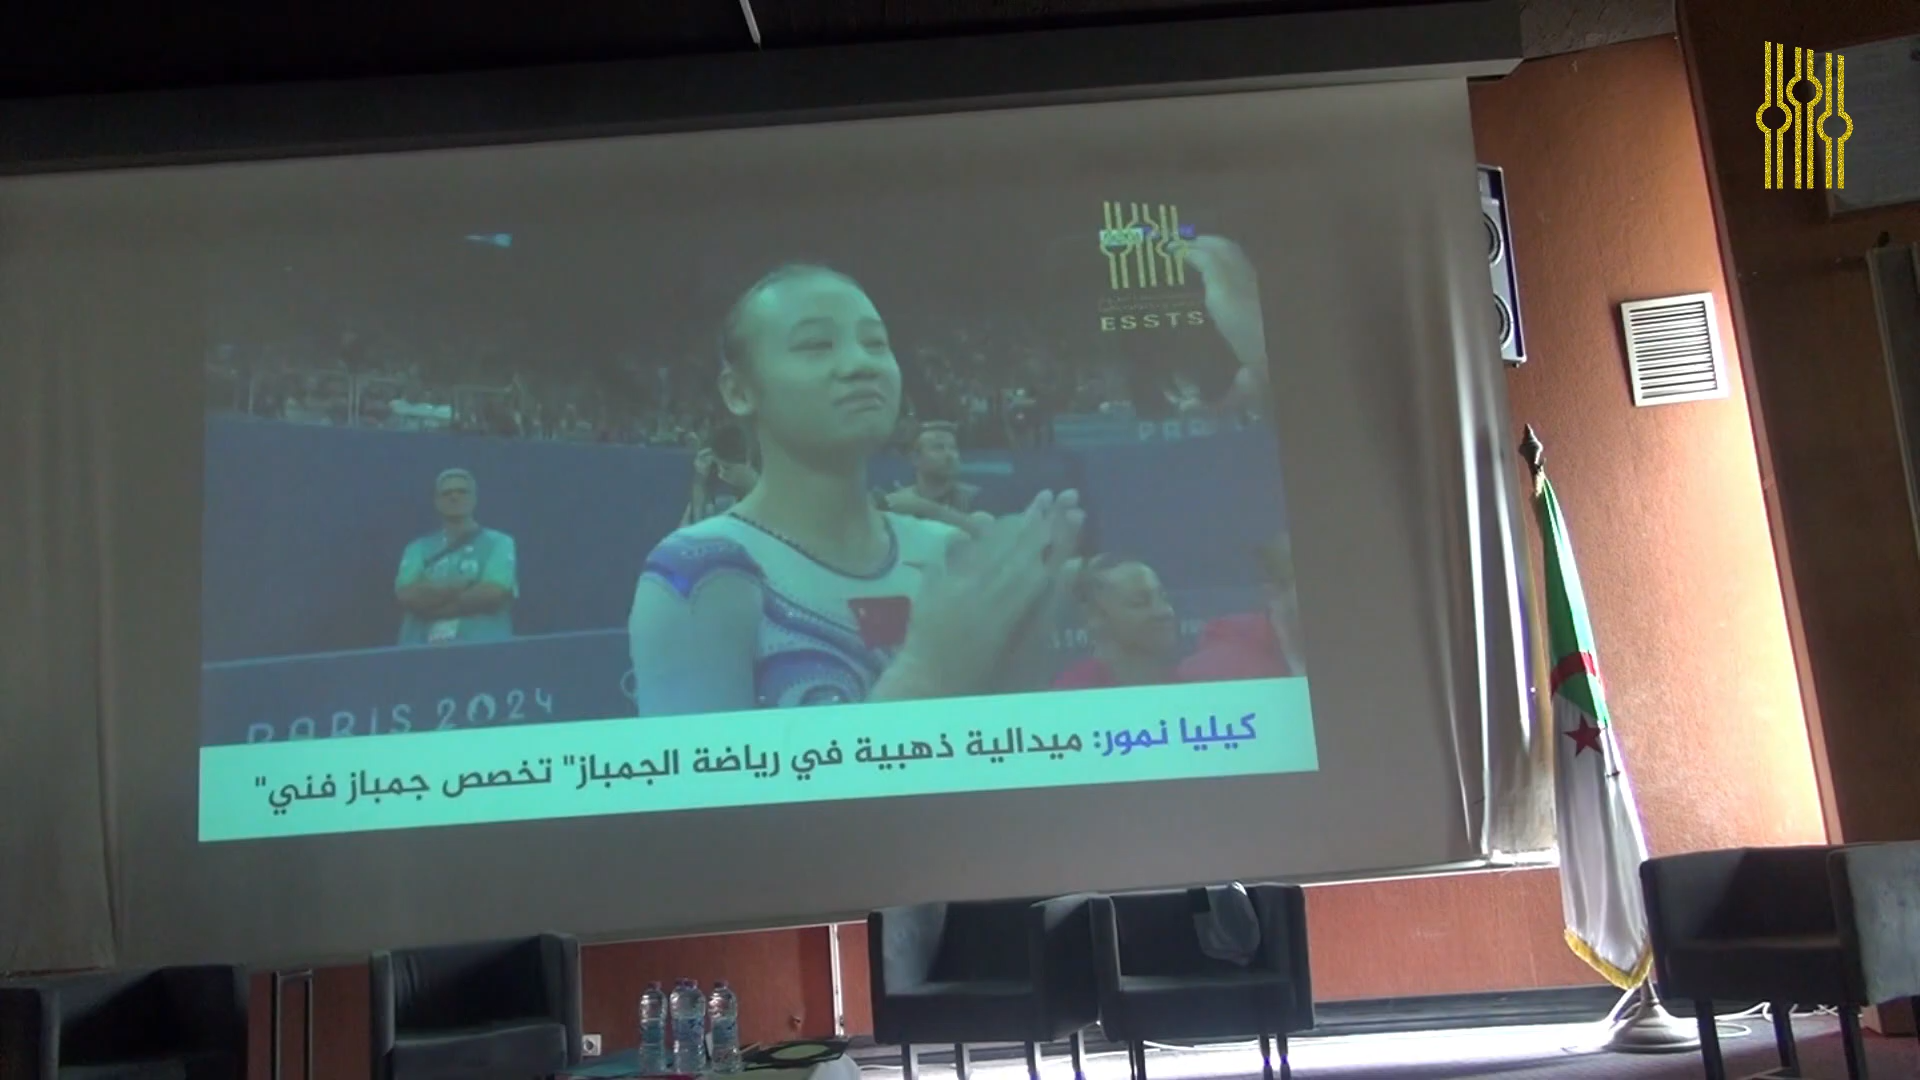 ESSTS
PARIS 2024
كيليا نمور: ميدالية ذهبية في رياضة الجمباز" تخصص جمباز فني"